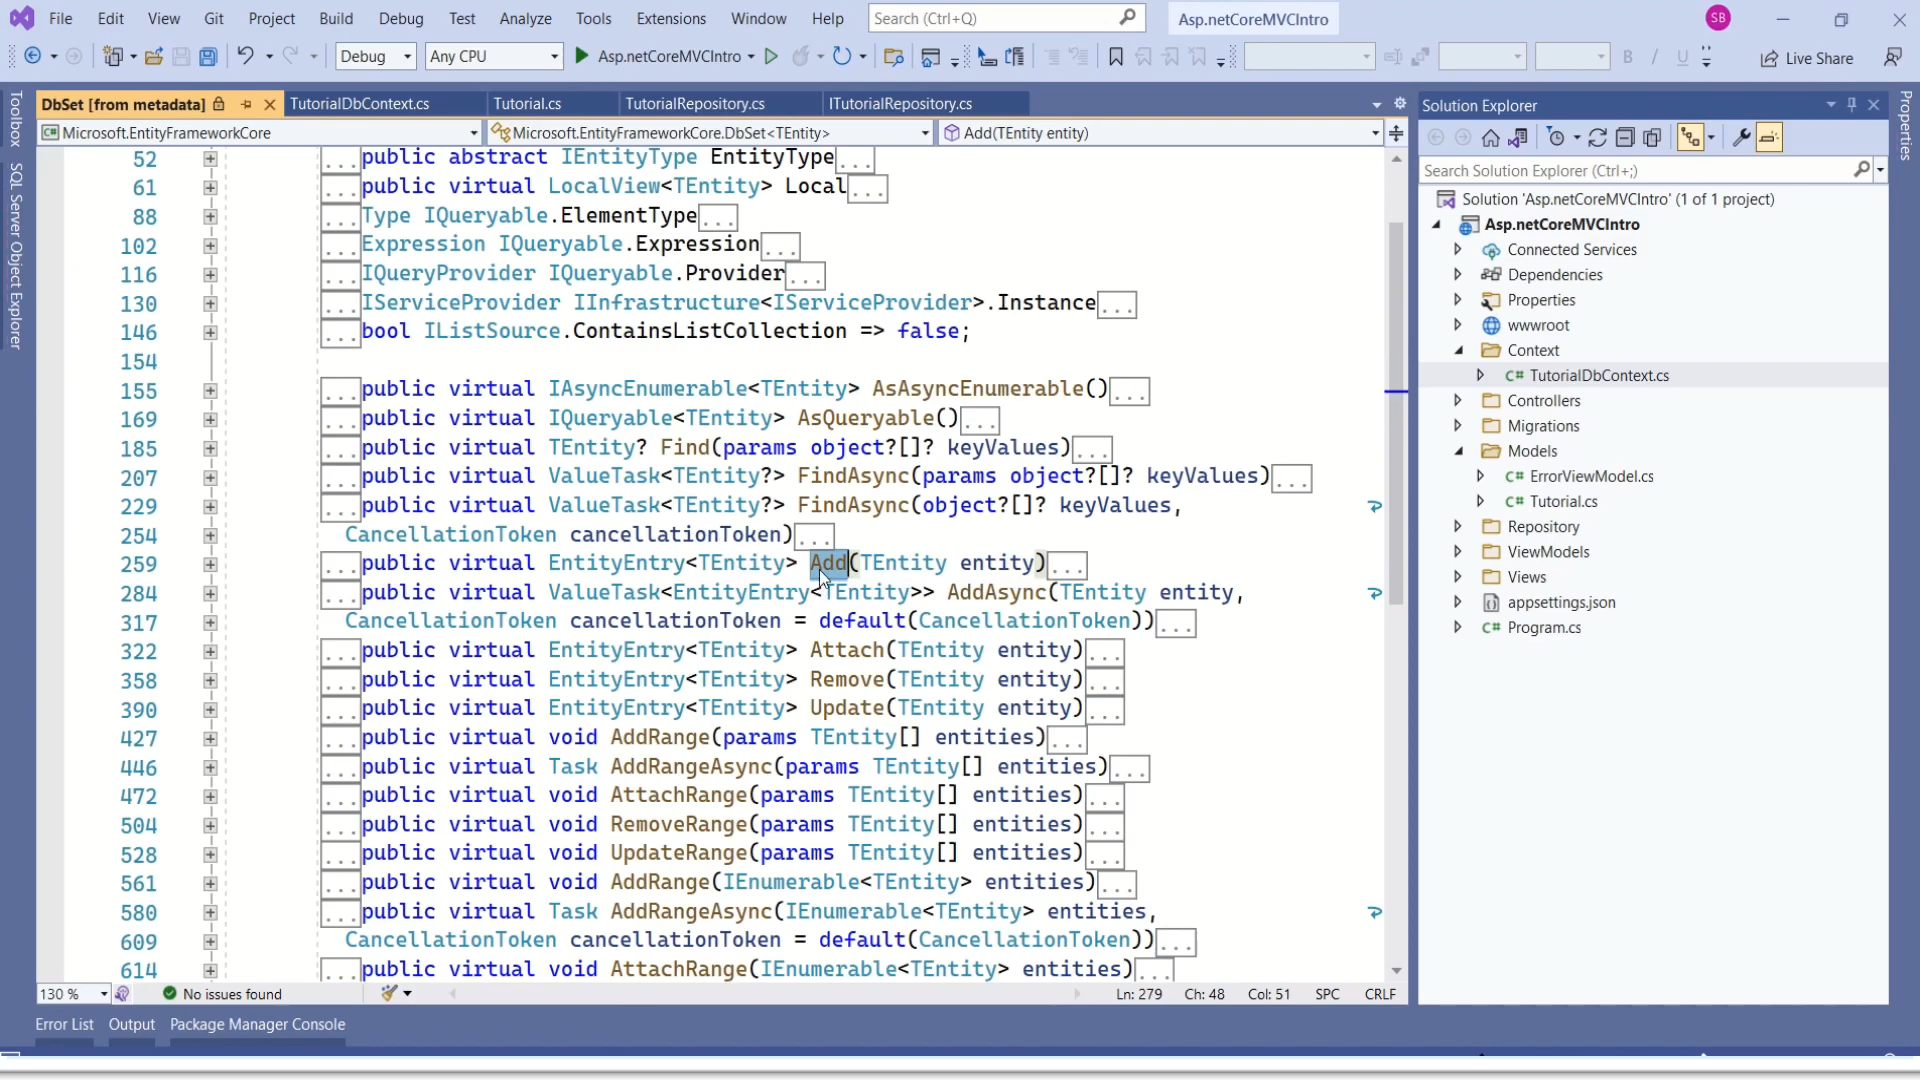 File Edit View Git Project Build Debug Test Analyze Tools Extensions Window Help Search (Ctrl+Q) Asp.netCoreMVCIntro SB
Debug Any CPU Asp.netCoreMVCIntro Live Share
DbSet [from metadata] TutorialDbContext.cs Tutorial.cs TutorialRepository.cs ITutorialRepository.cs
Microsoft.EntityFrameworkCore Microsoft.EntityFrameworkCore.DbSet<TEntity> Add(TEntity entity)
52 ...public abstract IEntityType EntityType...
61 ...public virtual LocalView<TEntity> Local...
88 ...Type IQueryable.ElementType...
102 ...Expression IQueryable.Expression...
116 ...IQueryProvider IQueryable.Provider...
130 ...IServiceProvider IInfrastructure<IServiceProvider>.Instance...
146 ...bool IListSource.ContainsListCollection => false;
154
155 ...public virtual IAsyncEnumerable<TEntity> AsAsyncEnumerable()...
169 ...public virtual IQueryable<TEntity> AsQueryable()...
185 ...public virtual TEntity? Find(params object?[]? keyValues)...
207 ...public virtual ValueTask<TEntity?> FindAsync(params object?[]? keyValues)...
229 ...public virtual ValueTask<TEntity?> FindAsync(object?[]? keyValues,
254 CancellationToken cancellationToken)...
259 ...public virtual EntityEntry<TEntity> Add(TEntity entity)...
284 ...public virtual ValueTask<EntityEntry<TEntity>> AddAsync(TEntity entity,
317 CancellationToken cancellationToken = default(CancellationToken))...
322 ...public virtual EntityEntry<TEntity> Attach(TEntity entity)...
358 ...public virtual EntityEntry<TEntity> Remove(TEntity entity)...
390 ...public virtual EntityEntry<TEntity> Update(TEntity entity)...
427 ...public virtual void AddRange(params TEntity[] entities)...
446 ...public virtual Task AddRangeAsync(params TEntity[] entities)...
472 ...public virtual void AttachRange(params TEntity[] entities)...
504 ...public virtual void RemoveRange(params TEntity[] entities)...
528 ...public virtual void UpdateRange(params TEntity[] entities)...
561 ...public virtual void AddRange(IEnumerable<TEntity> entities)...
580 ...public virtual Task AddRangeAsync(IEnumerable<TEntity> entities,
609 CancellationToken cancellationToken = default(CancellationToken))...
614 ...public virtual void AttachRange(IEnumerable<TEntity> entities)...
130 % No issues found Ln: 279 Ch: 48 Col: 51 SPC CRLF
Error List Output Package Manager Console
Toolbox
SQL Server Object Explorer
Solution Explorer
Search Solution Explorer (Ctrl+;)
Solution 'Asp.netCoreMVCIntro' (1 of 1 project)
Asp.netCoreMVCIntro
Connected Services
Dependencies
Properties
wwwroot
Context
C# TutorialDbContext.cs
Controllers
Migrations
Models
C# ErrorViewModel.cs
C# Tutorial.cs
Repository
ViewModels
Views
appsettings.json
C# Program.cs
Properties